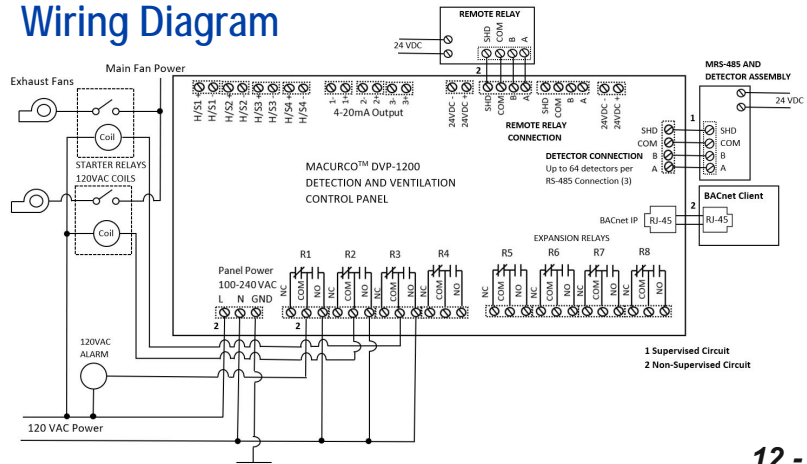 Wiring Diagram
REMOTE RELAY
24 VDC
SHD
COM
B
A
2
Exhaust Fans
Main Fan Power
Coil
STARTER RELAYS
120VAC COILS
Coil
H/S1 +
H/S1 -
H/S2 +
H/S2 -
H/S3 +
H/S3 -
H/S4 +
H/S4 -
1-
1+
2-
2+
3-
3+
4-20mA Output
24VDC -
24VDC +
SHD
COM
B
A
SHD
COM
B
A
24VDC -
24VDC +
REMOTE RELAY
CONNECTION
MRS-485 AND
DETECTOR ASSEMBLY
24 VDC
1
SHD
COM
B
A
SHD
COM
B
A
DETECTOR CONNECTION
Up to 64 detectors per
RS-485 Connection (3)
MACURCO™ DVP-1200
DETECTION AND VENTILATION
CONTROL PANEL
BACnet Client
2
BACnet IP
RJ-45
RJ-45
EXPANSION RELAYS
Panel Power
100-240 VAC
L N GND
2
R1
NC
COM
NO
2
R2
NC
COM
NO
R3
NC
COM
NO
R4
NC
COM
NO
R5
NC
COM
NO
R6
NC
COM
NO
R7
NC
COM
NO
R8
NC
COM
NO
120VAC
ALARM
1 Supervised Circuit
2 Non-Supervised Circuit
120 VAC Power
12 -